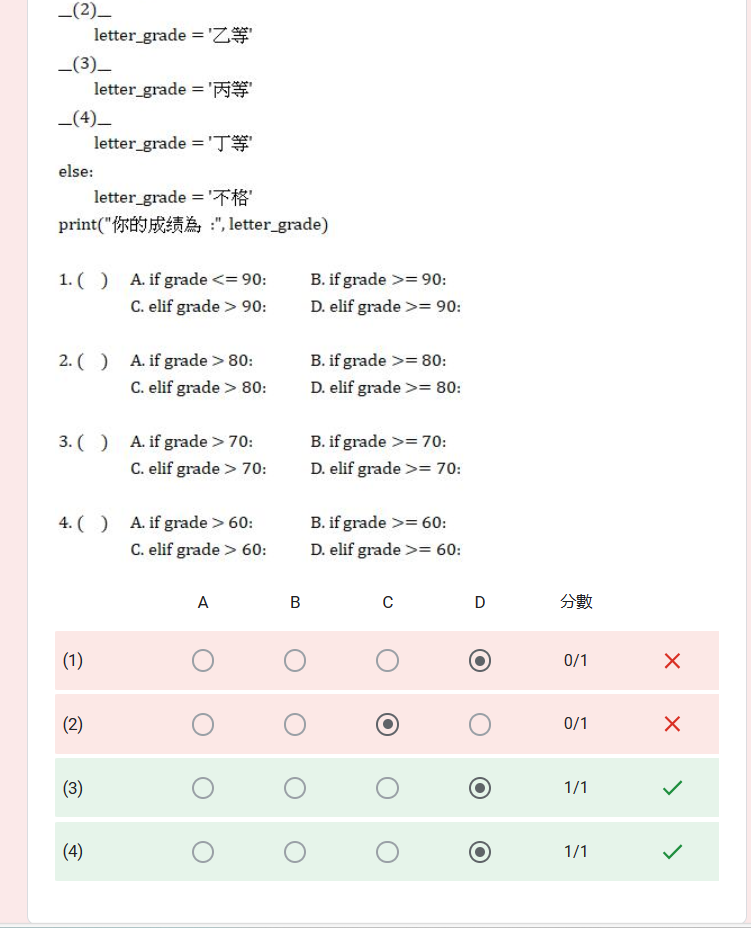 __(2)__
letter_grade = '乙等'
__(3)__
letter_grade = '丙等'
__(4)__
letter_grade = '丁等'
else:
letter_grade = '不格'
print("你的成绩為 :", letter_grade)
1. ( ) A. if grade <= 90: B. if grade >= 90:
C. elif grade > 90: D. elif grade >= 90:
2. ( ) A. if grade > 80: B. if grade >= 80:
C. elif grade > 80: D. elif grade >= 80:
3. ( ) A. if grade > 70: B. if grade >= 70:
C. elif grade > 70: D. elif grade >= 70:
4. ( ) A. if grade > 60: B. if grade >= 60:
C. elif grade > 60: D. elif grade >= 60:
A B C D 分數
(1) 0/1
(2) 0/1
(3) 1/1
(4) 1/1